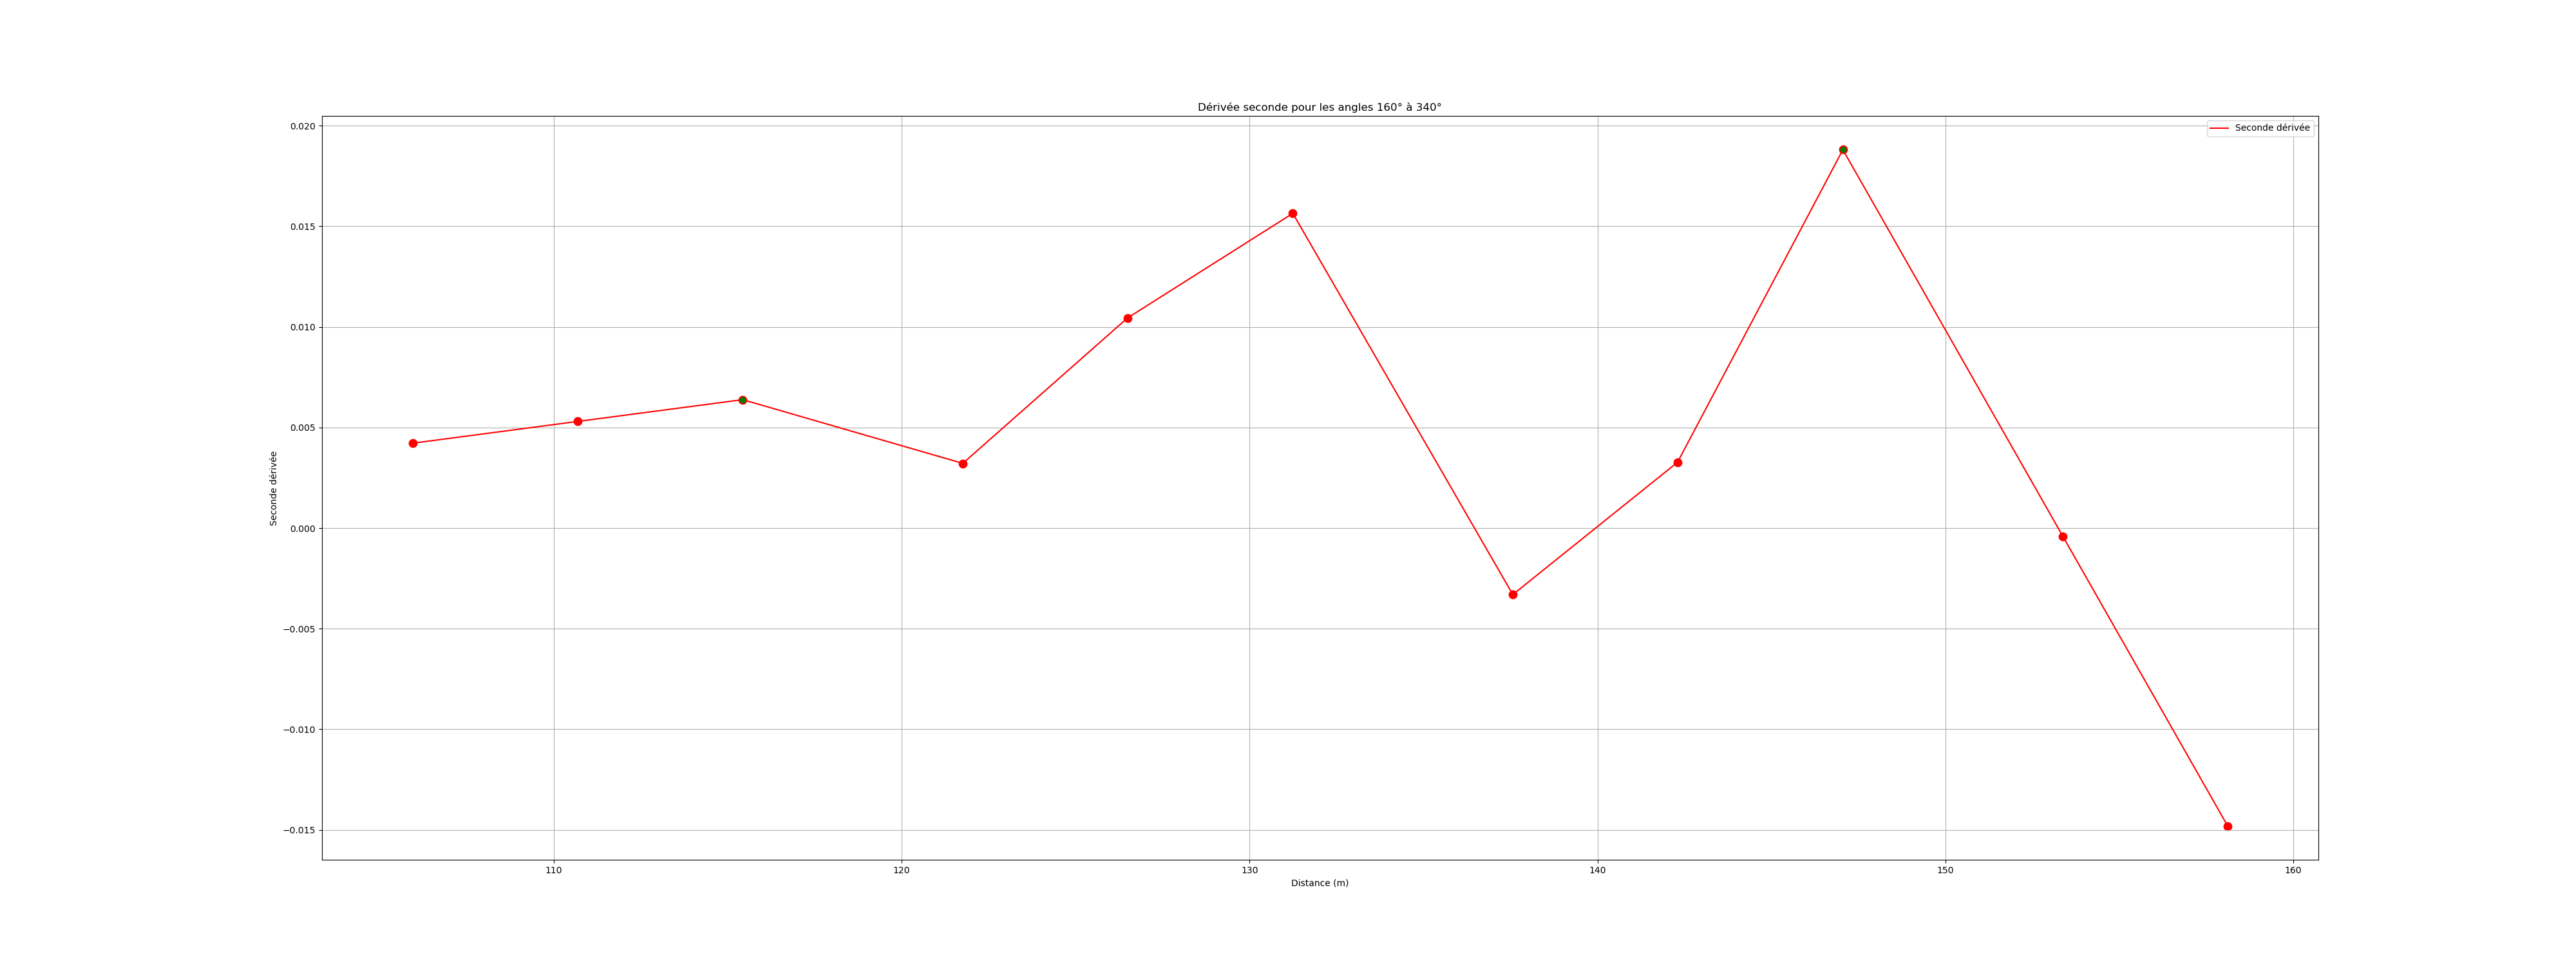 Dérivée seconde pour les angles 160° à 340°
Seconde dérivée
0.020
0.015
0.010
0.005
0.000
−0.005
−0.010
−0.015
Seconde dérivée
110 120 130 140 150 160
Distance (m)